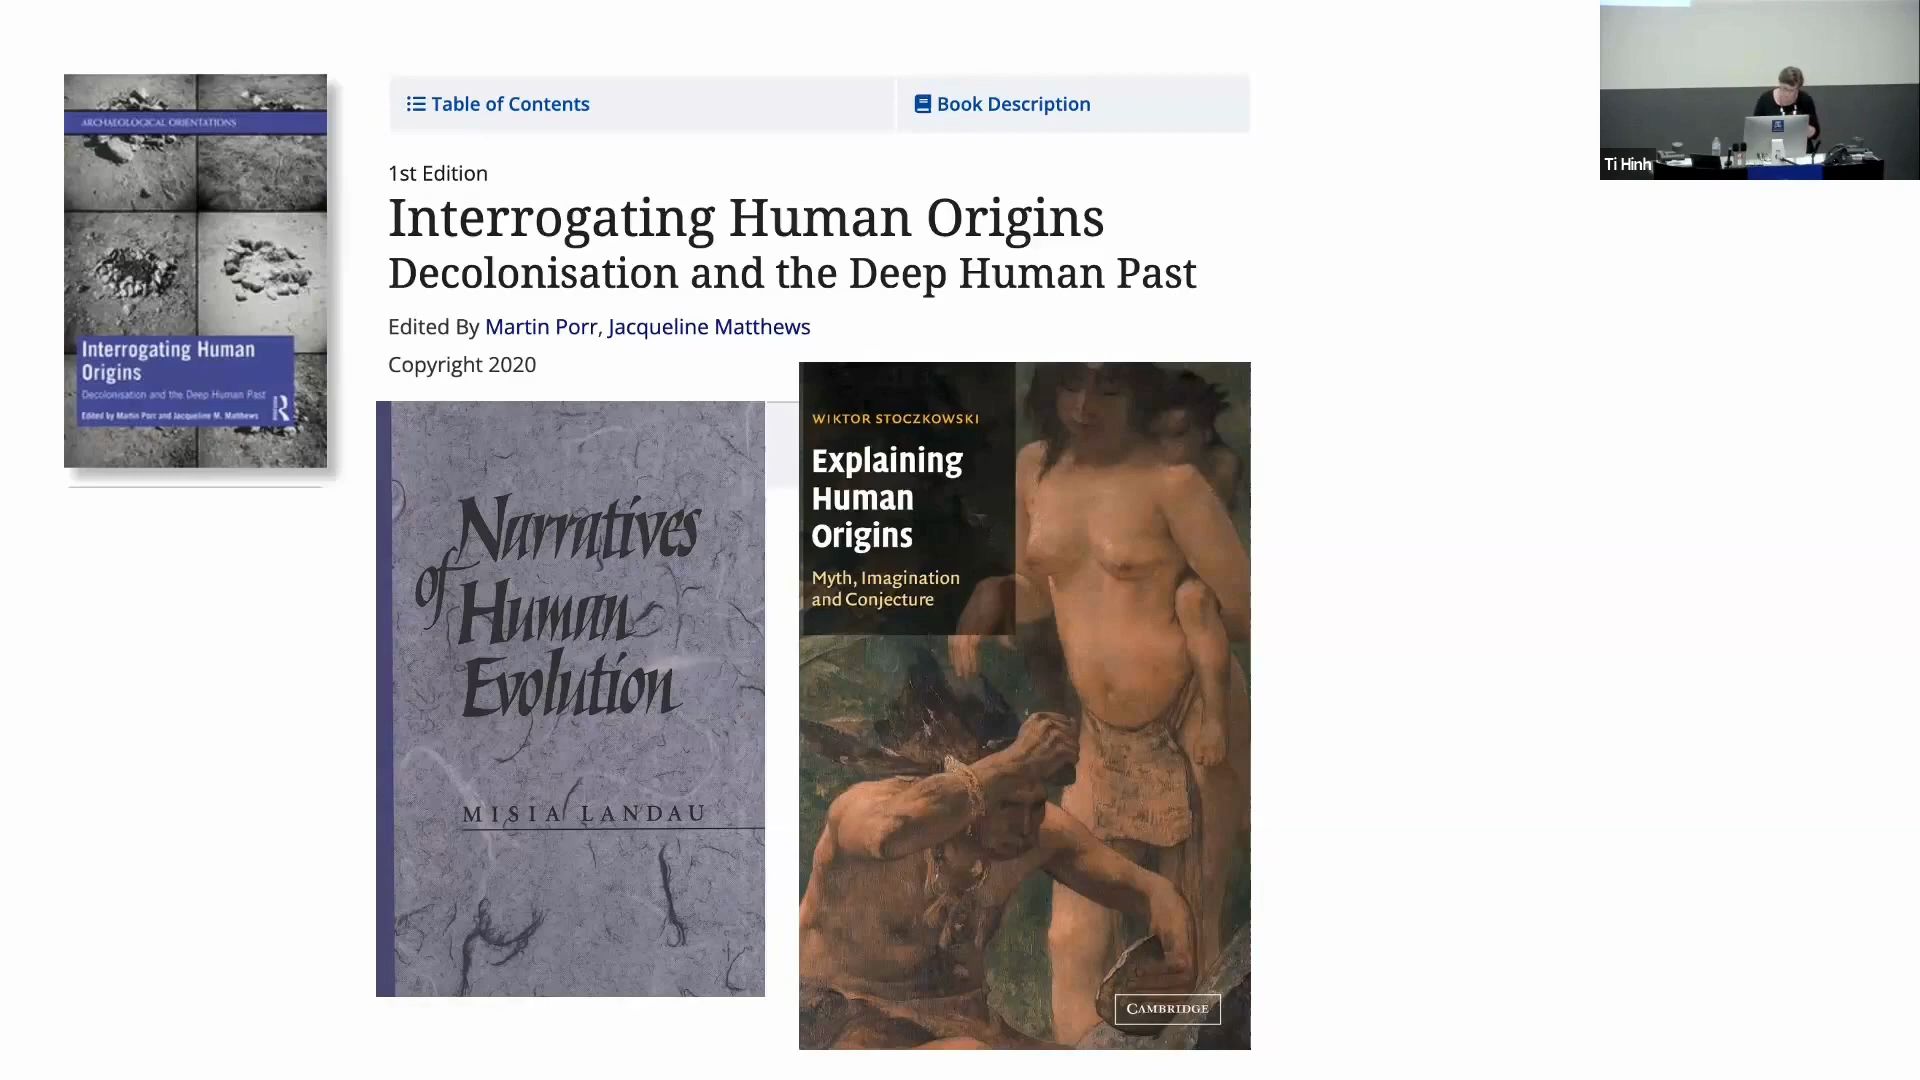 ARCHAEOLOGICAL ORIENTATIONS
Interrogating Human
Origins
Decolonisation and the Deep Human Past
Edited by Martin Porr and Jacqueline M. Matthews
Table of Contents
Book Description
1st Edition
Interrogating Human Origins
Decolonisation and the Deep Human Past
Edited By Martin Porr, Jacqueline Matthews
Copyright 2020
Narratives
of Human
Evolution
MISIA LANDAU
WIKTOR STOCZKOWSKI
Explaining
Human
Origins
Myth, Imagination
and Conjecture
CAMBRIDGE
Ti Hinh